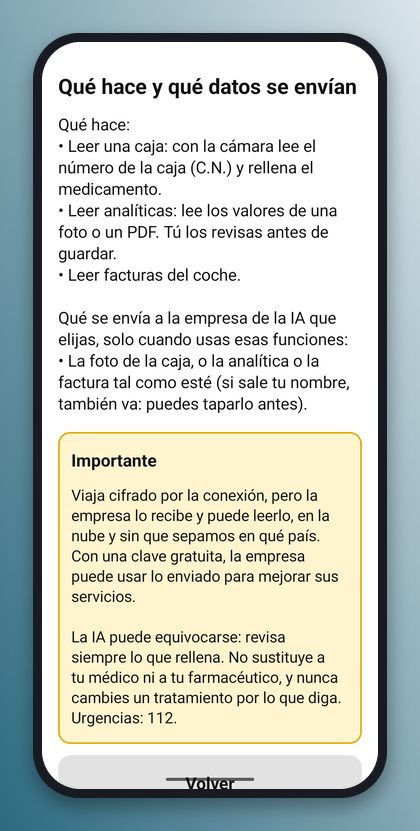 Qué hace y qué datos se envían
Qué hace:
• Leer una caja: con la cámara lee el
número de la caja (C.N.) y rellena el
medicamento.
• Leer analíticas: lee los valores de una
foto o un PDF. Tú los revisas antes de
guardar.
• Leer facturas del coche.
Qué se envía a la empresa de la IA que
elijas, solo cuando usas esas funciones:
• La foto de la caja, o la analítica o la
factura tal como esté (si sale tu nombre,
también va: puedes taparlo antes).
Importante
Viaja cifrado por la conexión, pero la
empresa lo recibe y puede leerlo, en la
nube y sin que sepamos en qué país.
Con una clave gratuita, la empresa
puede usar lo enviado para mejorar sus
servicios.
La IA puede equivocarse: revisa
siempre lo que rellena. No sustituye a
tu médico ni a tu farmacéutico, y nunca
cambies un tratamiento por lo que diga.
Urgencias: 112.
Volver